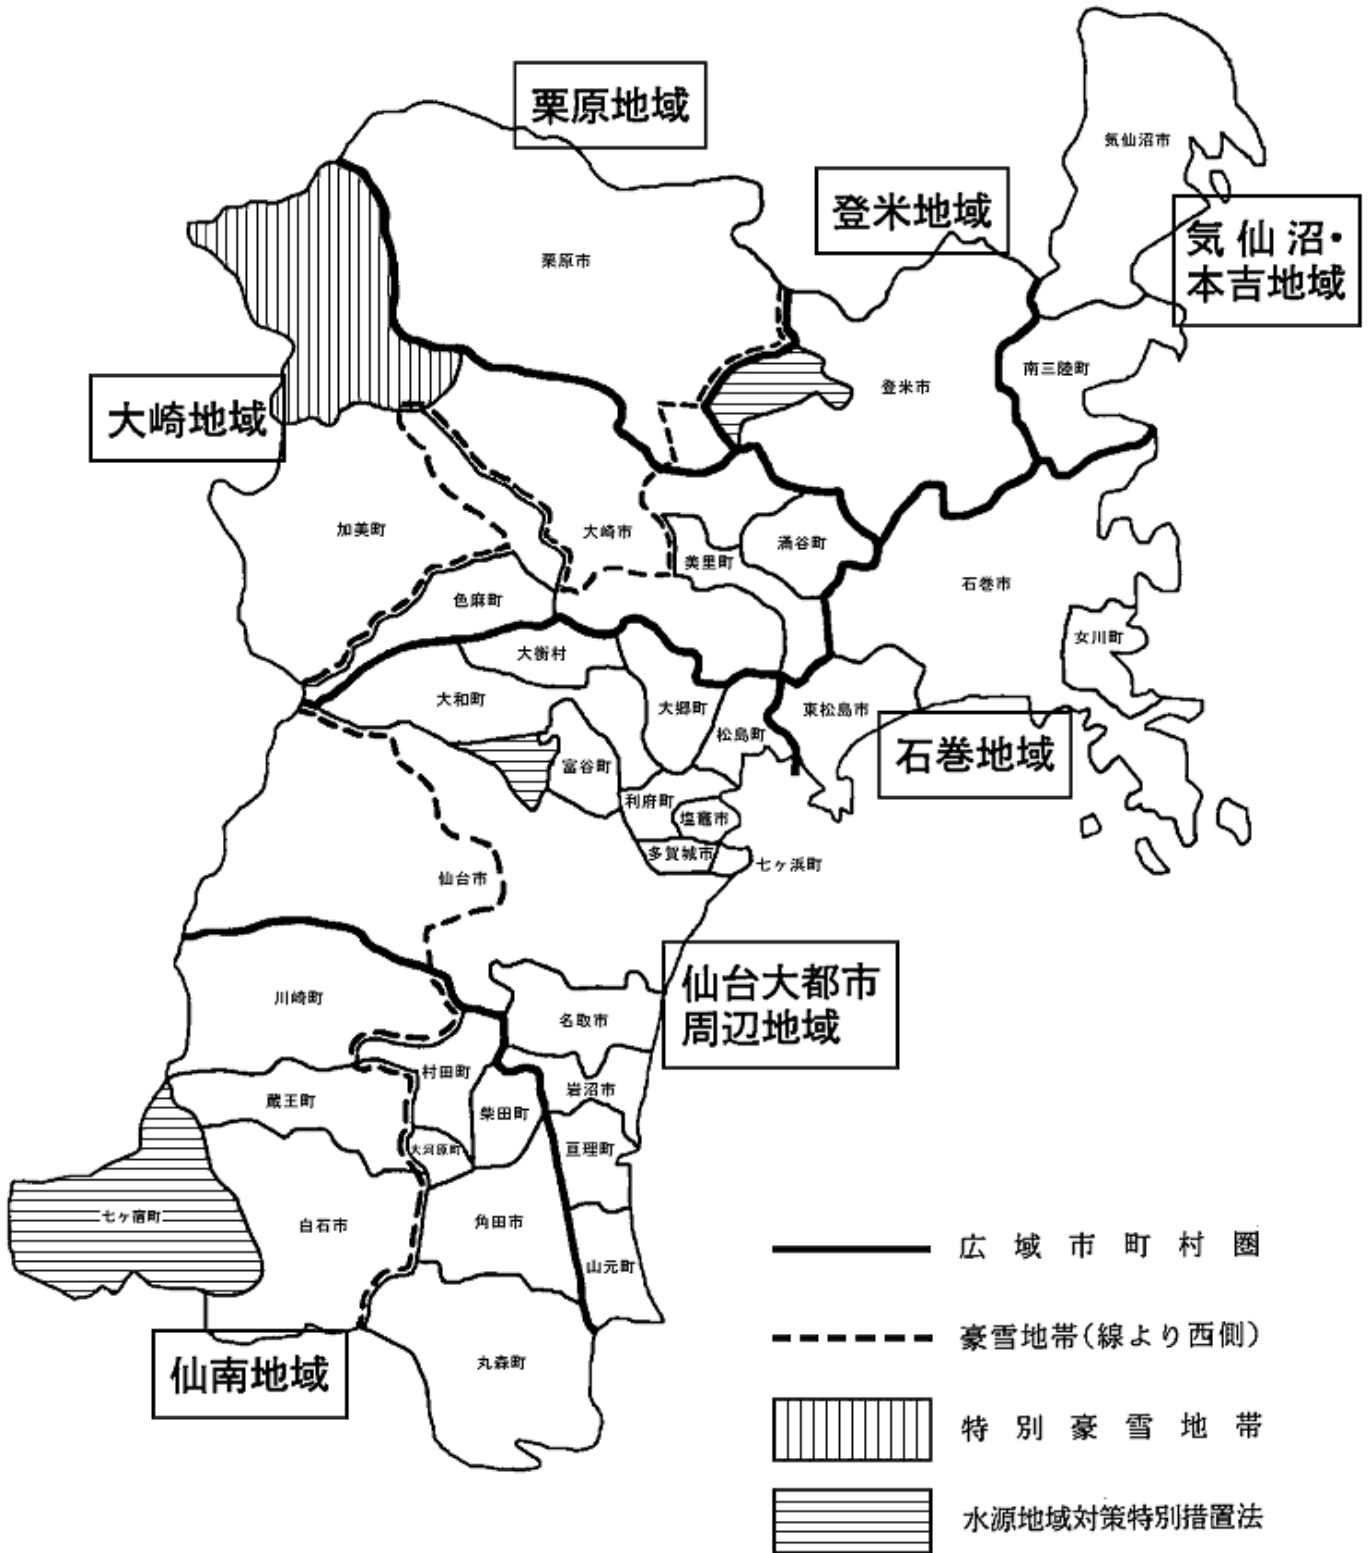 栗原地域
気仙沼市
登米地域
気仙沼・
本吉地域
栗原市
南三陸町
登米市
大崎地域
加美町
大崎市
涌谷町
美里町
石巻市
色麻町
女川町
大衡村
大和町
大郷町
東松島市
松島町
石巻地域
富谷町
利府町
塩竈市
多賀城市
七ヶ浜町
仙台市
仙台大都市
周辺地域
川崎町
名取市
村田町
岩沼市
蔵王町
柴田町
大河原町
亘理町
七ヶ宿町
白石市
角田市
山元町
広域市町村圏
豪雪地帯(線より西側)
仙南地域
丸森町
特別豪雪地帯
水源地域対策特別措置法